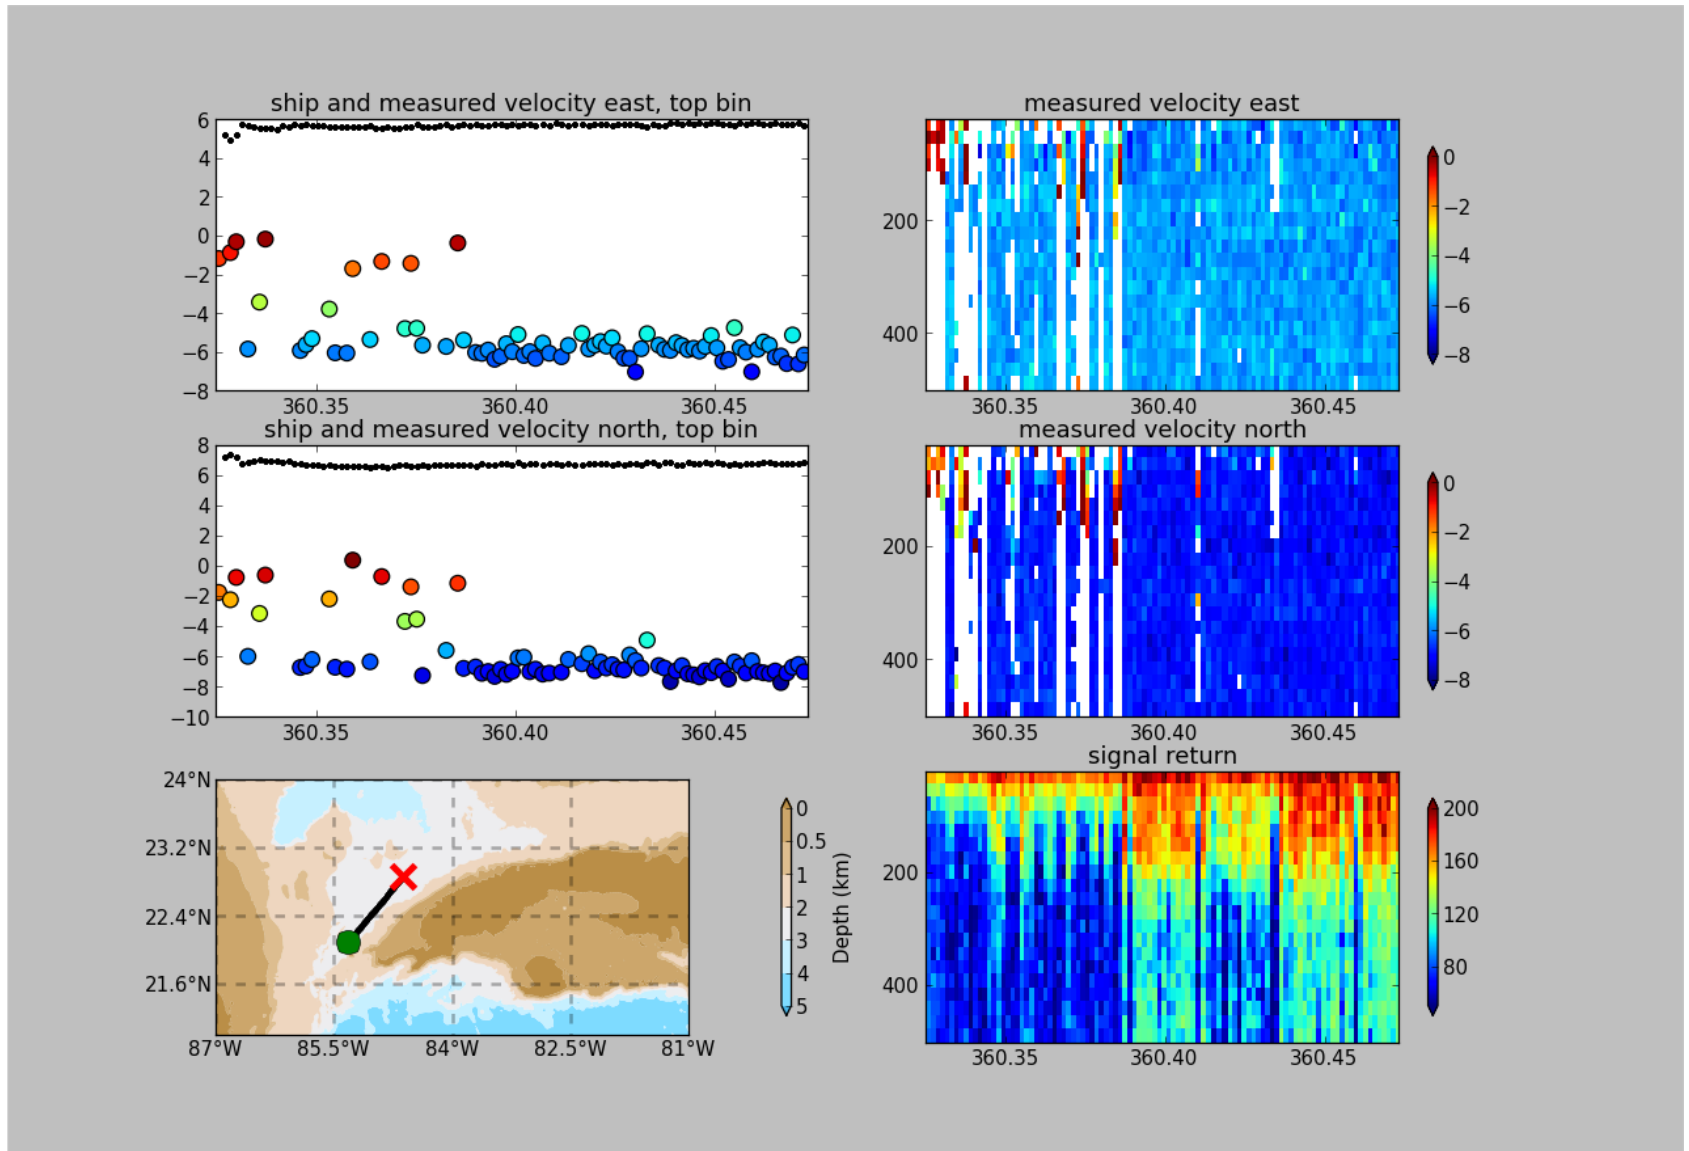 ship and measured velocity east, top bin
6
4
2
0
−2
−4
−6
−8
360.35 360.40 360.45
measured velocity east
200
400
360.35 360.40 360.45
0
−2
−4
−6
−8
ship and measured velocity north, top bin
8
6
4
2
0
−2
−4
−6
−8
−10
360.35 360.40 360.45
measured velocity north
200
400
360.35 360.40 360.45
0
−2
−4
−6
−8
24°N
23.2°N
22.4°N
21.6°N
87°W 85.5°W 84°W 82.5°W 81°W
0
0.5
1
2
3
4
5
Depth (km)
signal return
200
400
360.35 360.40 360.45
200
160
120
80